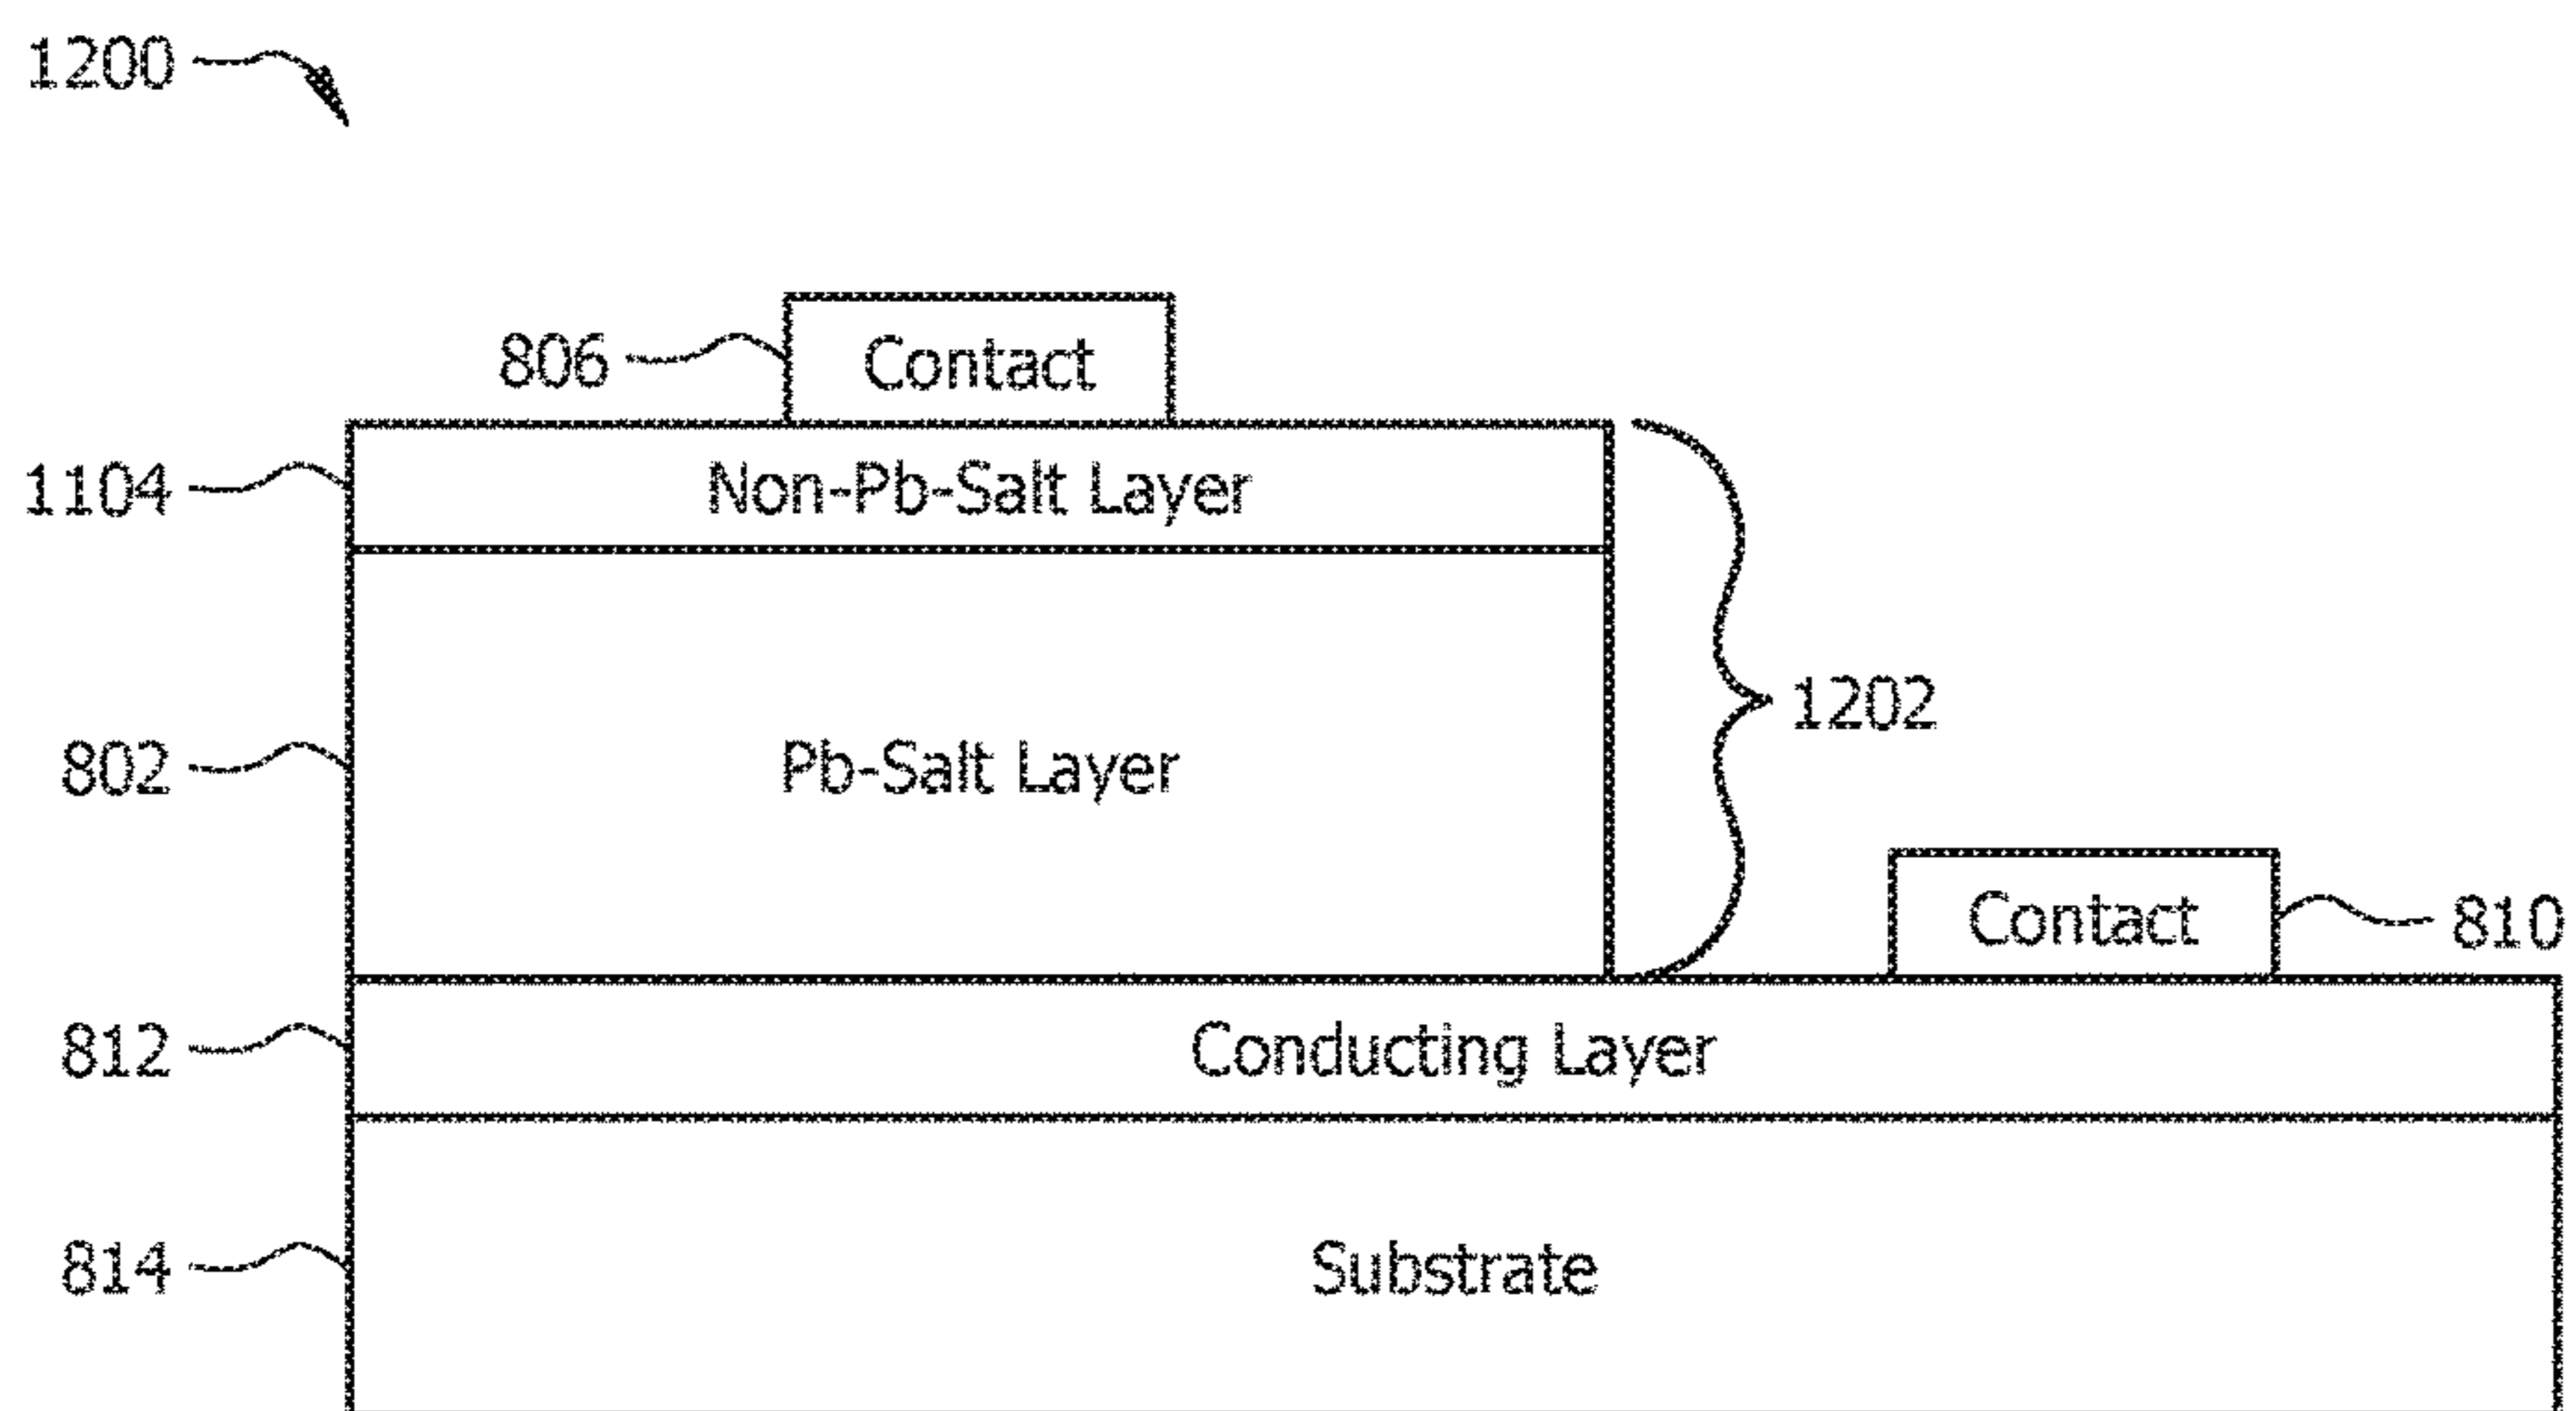 1200
806 Contact
1104 Non-Pb-Salt Layer
1202
802 Pb-Salt Layer
Contact 810
812 Conducting Layer
814 Substrate